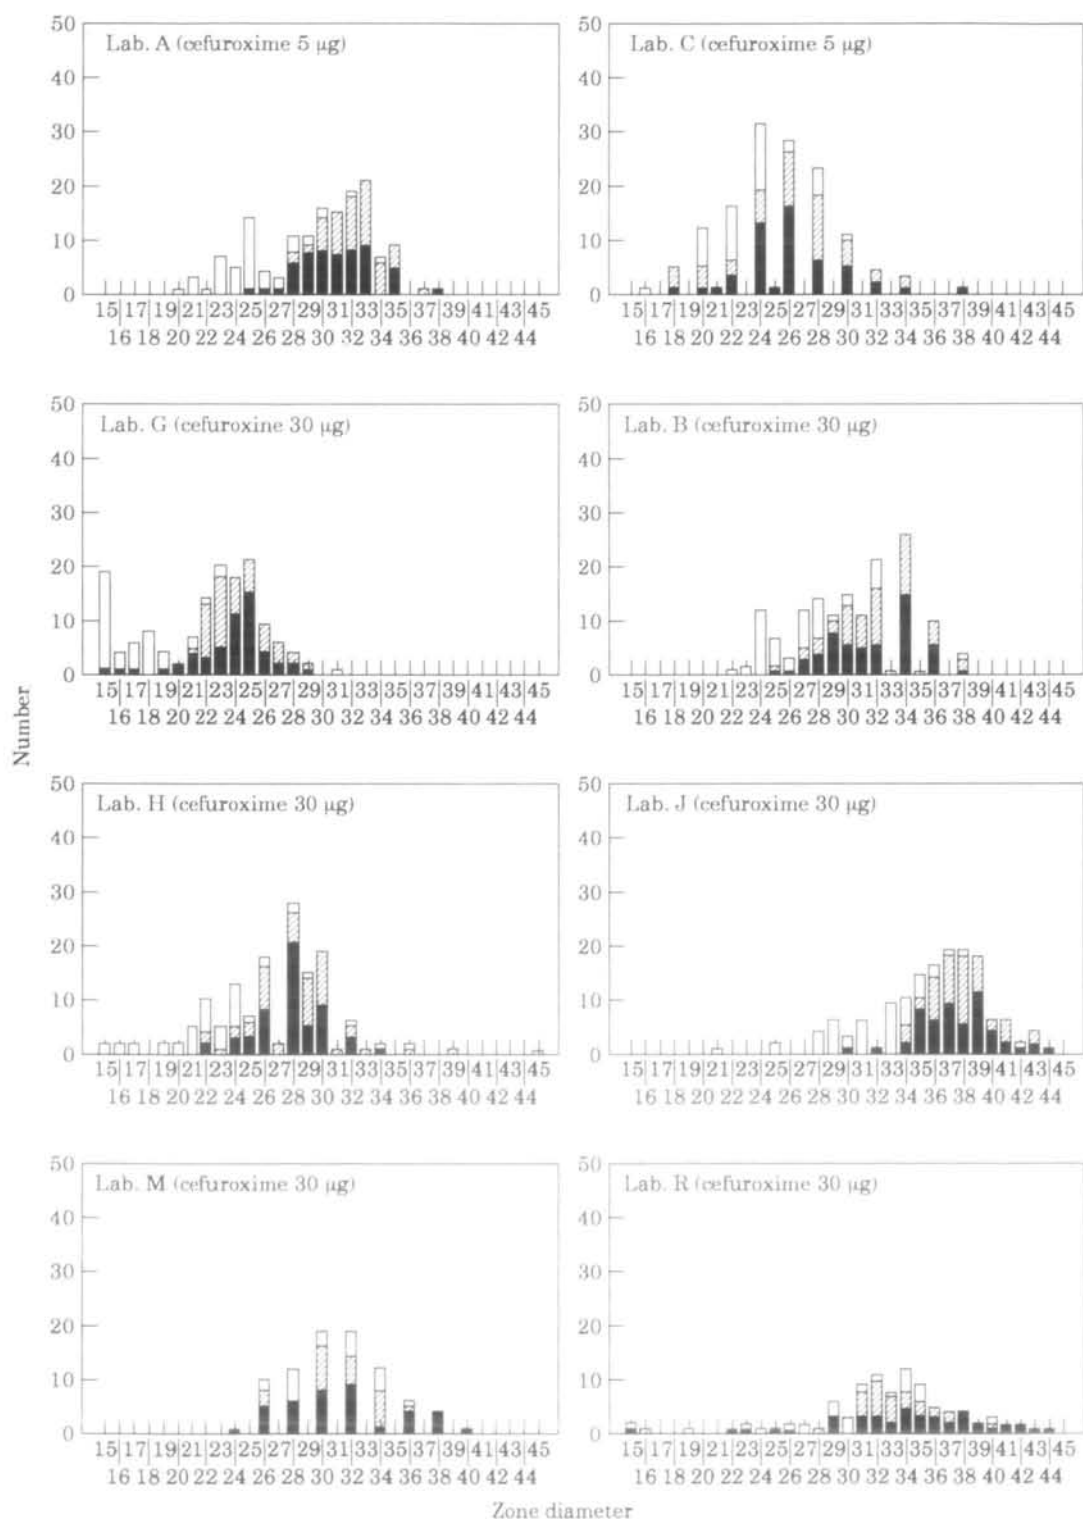 Number
50
Lab. A (cefuroxime 5 µg)
40
30
20
10
0
15 17 19 21 23 25 27 29 31 33 35 37 39 41 43 45
16 18 20 22 24 26 28 30 32 34 36 38 40 42 44
50
Lab. C (cefuroxime 5 µg)
40
30
20
10
0
15 17 19 21 23 25 27 29 31 33 35 37 39 41 43 45
16 18 20 22 24 26 28 30 32 34 36 38 40 42 44
50
Lab. G (cefuroxine 30 µg)
40
30
20
10
0
15 17 19 21 23 25 27 29 31 33 35 37 39 41 43 45
16 18 20 22 24 26 28 30 32 34 36 38 40 42 44
50
Lab. B (cefuroxime 30 µg)
40
30
20
10
0
15 17 19 21 23 25 27 29 31 33 35 37 39 41 43 45
16 18 20 22 24 26 28 30 32 34 36 38 40 42 44
50
Lab. H (cefuroxime 30 µg)
40
30
20
10
0
15 17 19 21 23 25 27 29 31 33 35 37 39 41 43 45
16 18 20 22 24 26 28 30 32 34 36 38 40 42 44
50
Lab. J (cefuroxime 30 µg)
40
30
20
10
0
15 17 19 21 23 25 27 29 31 33 35 37 39 41 43 45
16 18 20 22 24 26 28 30 32 34 36 38 40 42 44
50
Lab. M (cefuroxime 30 µg)
40
30
20
10
0
15 17 19 21 23 25 27 29 31 33 35 37 39 41 43 45
16 18 20 22 24 26 28 30 32 34 36 38 40 42 44
50
Lab. R (cefuroxime 30 µg)
40
30
20
10
0
15 17 19 21 23 25 27 29 31 33 35 37 39 41 43 45
16 18 20 22 24 26 28 30 32 34 36 38 40 42 44
Zone diameter